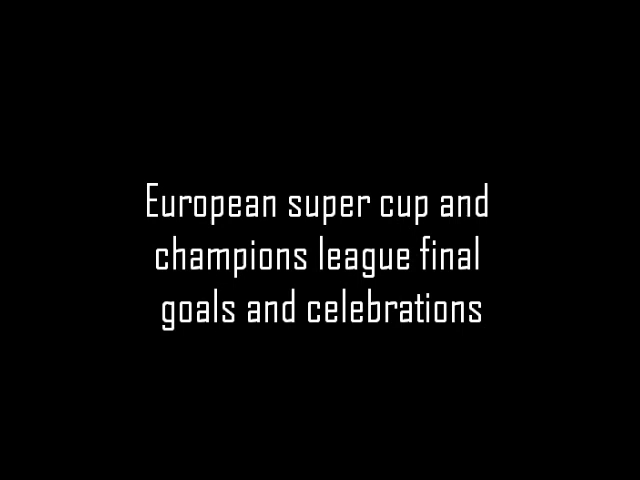 European super cup and
champions league final
goals and celebrations